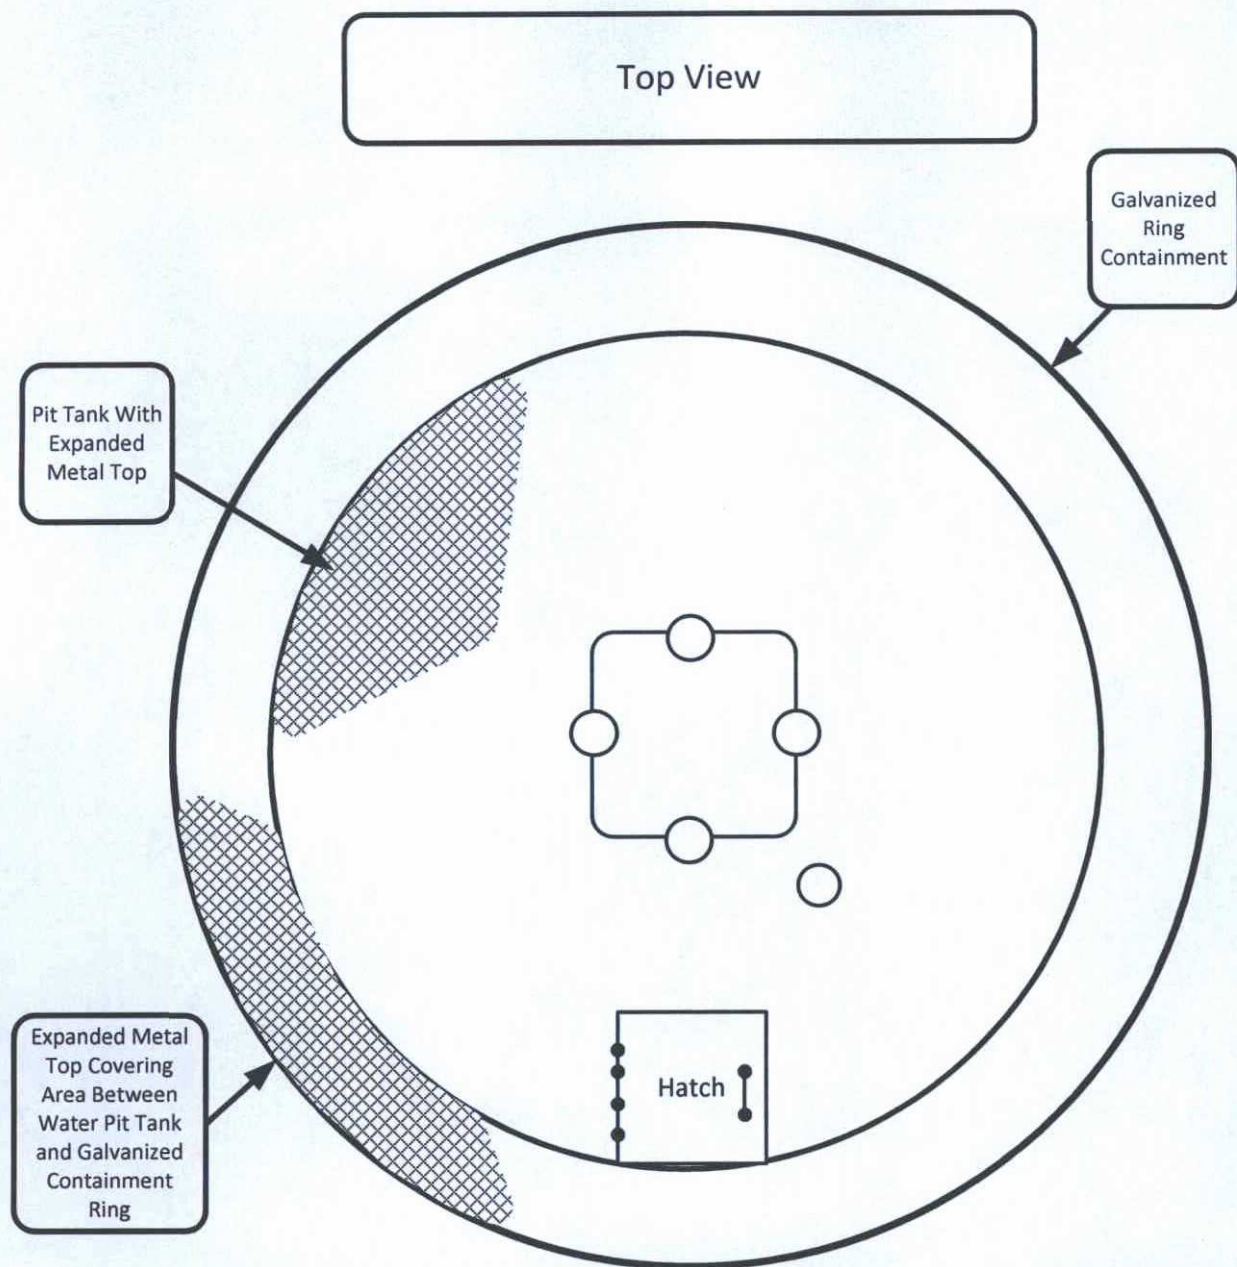 Top View
Galvanized
Ring
Containment
Pit Tank With
Expanded
Metal Top
Expanded Metal
Top Covering
Area Between
Water Pit Tank
and Galvanized
Containment
Ring
Hatch